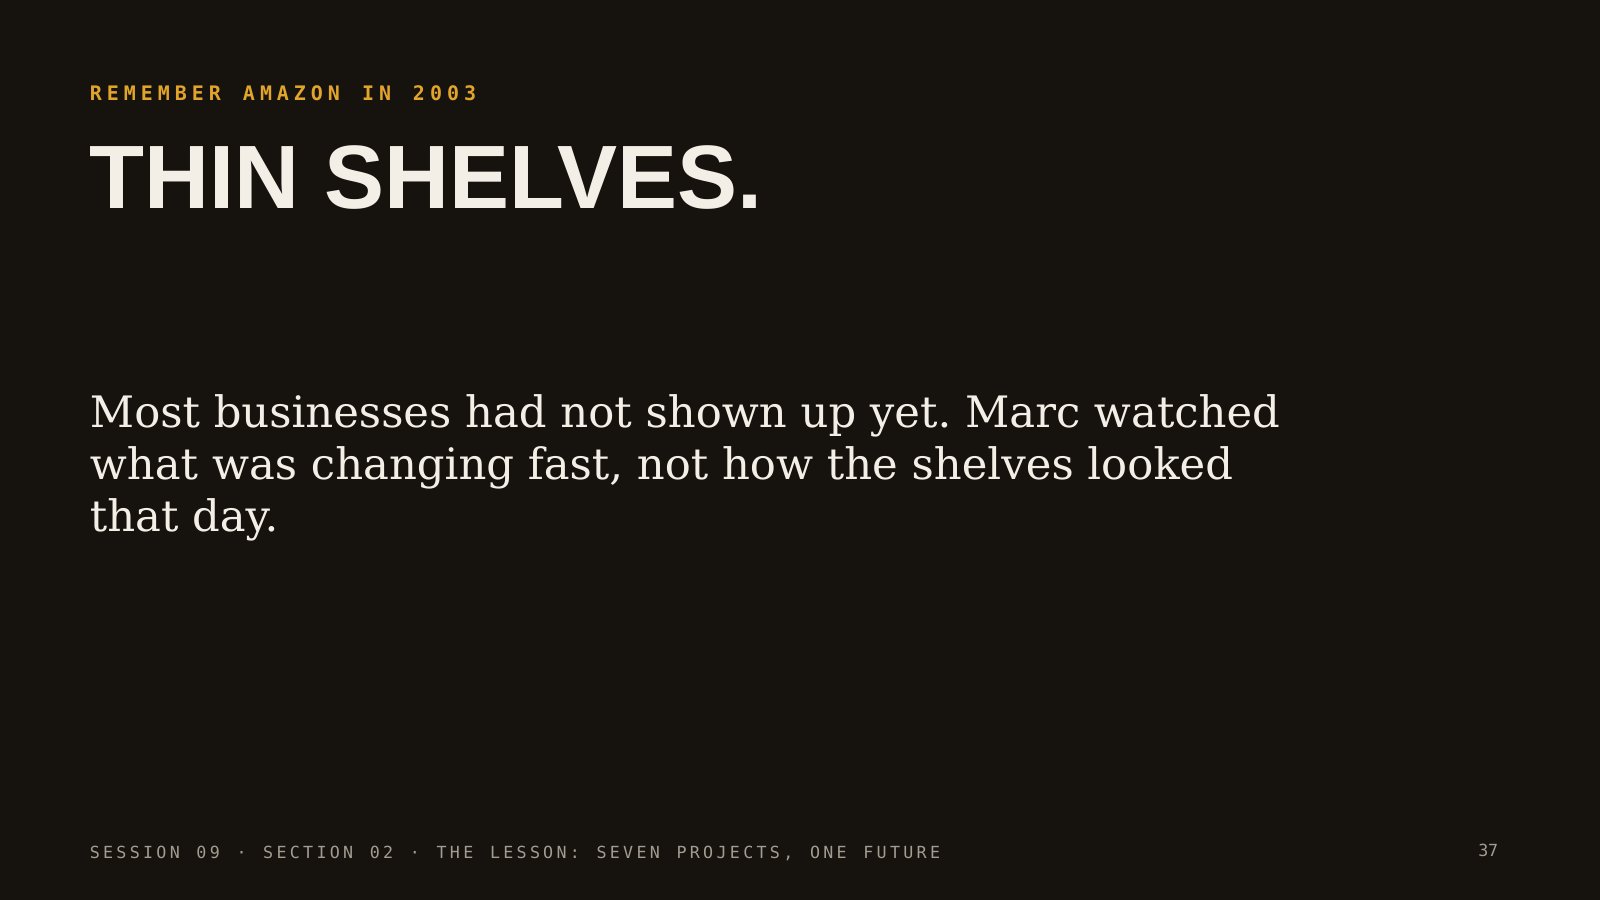 REMEMBER AMAZON IN 2003
THIN SHELVES.
Most businesses had not shown up yet. Marc watched
what was changing fast, not how the shelves looked
that day.
SESSION 09 · SECTION 02 · THE LESSON: SEVEN PROJECTS, ONE FUTURE
37